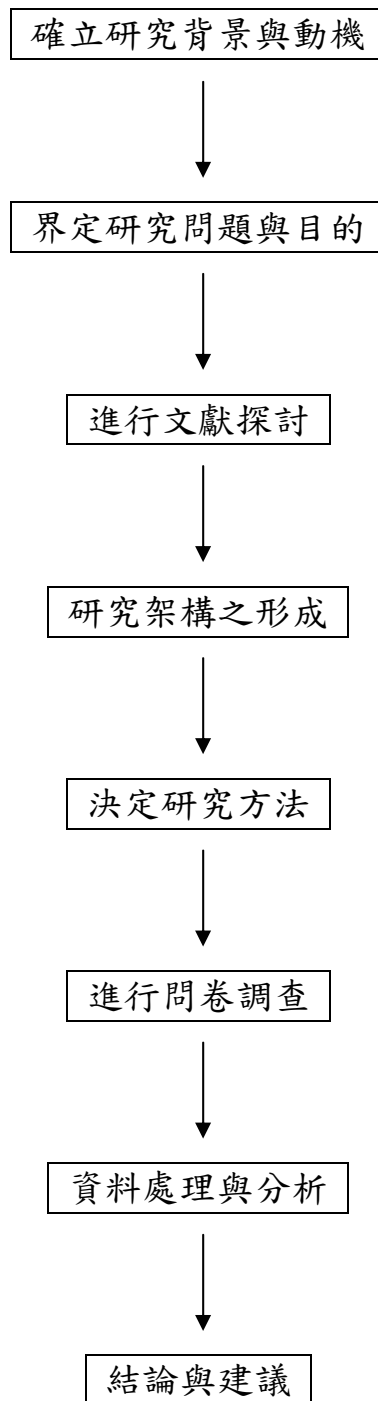 確立研究背景與動機
界定研究問題與目的
進行文獻探討
研究架構之形成
決定研究方法
進行問卷調查
資料處理與分析
結論與建議